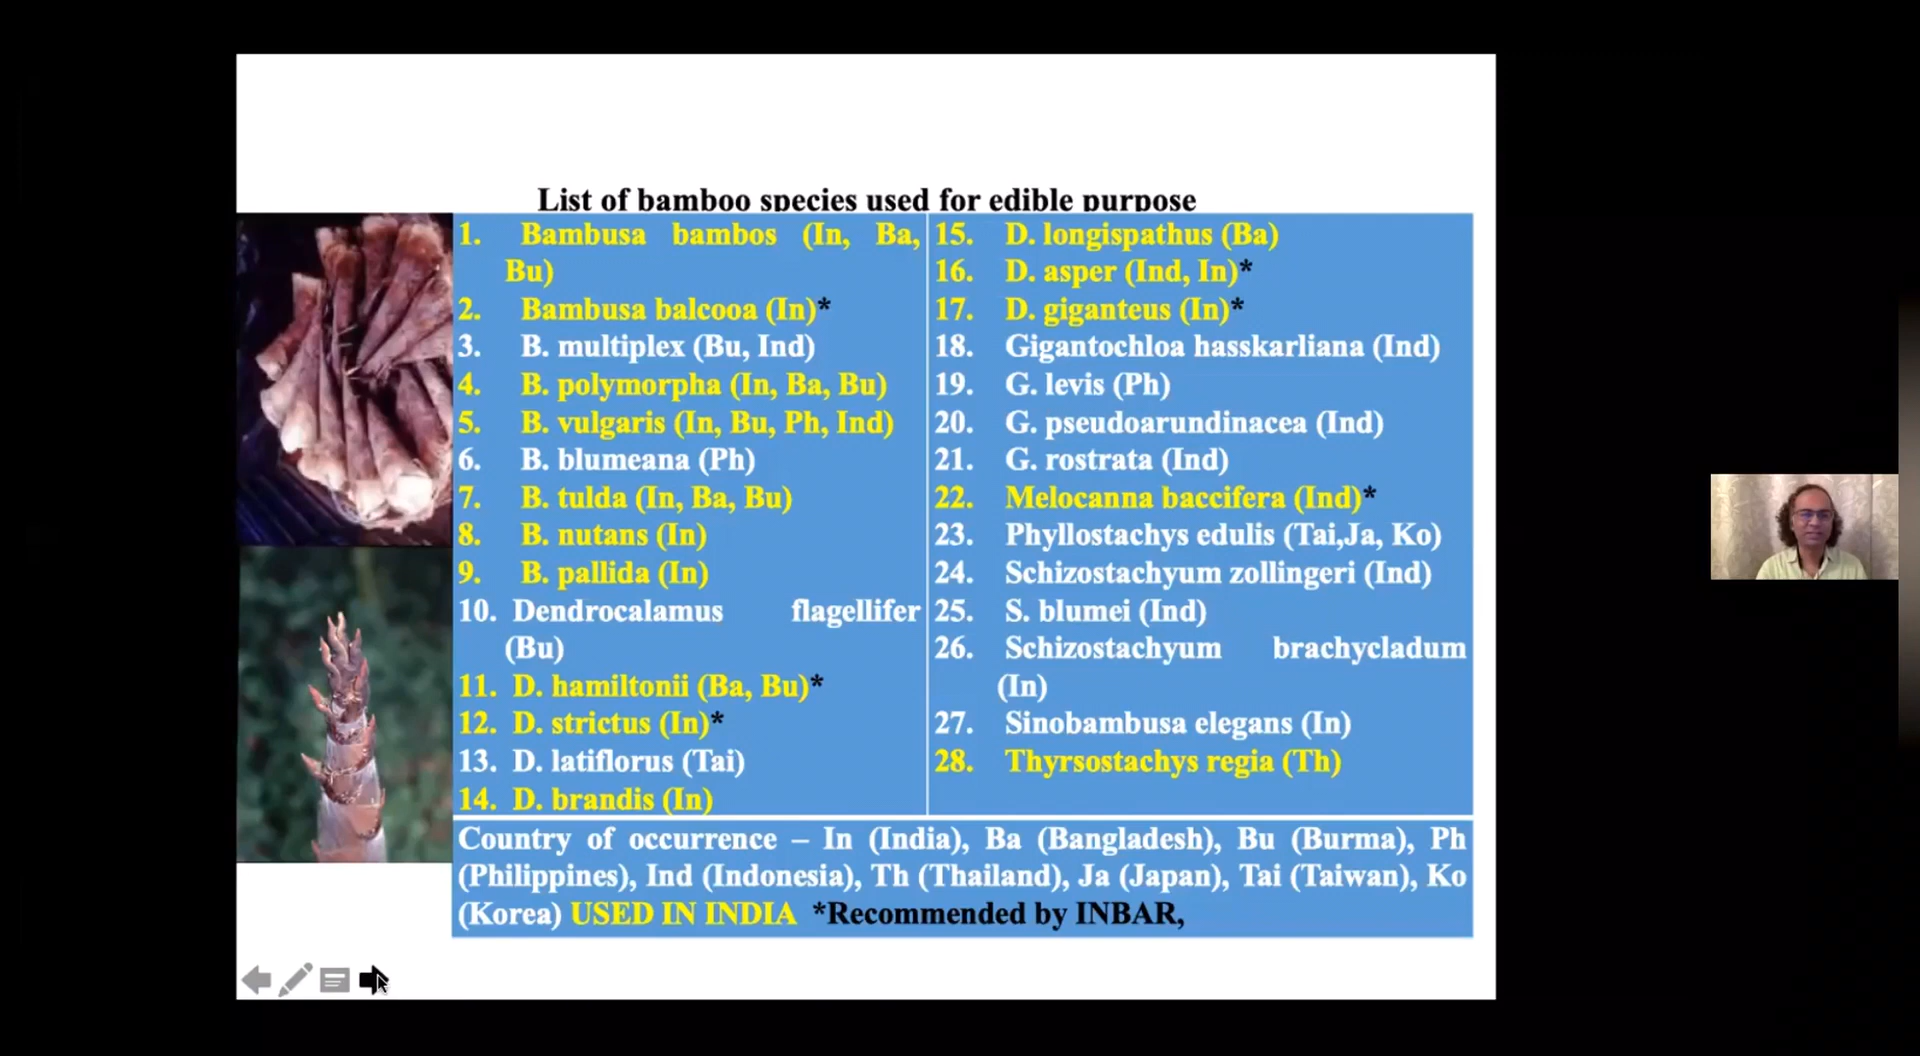 List of bamboo species used for edible purpose
1. Bambusa bambos (In, Ba,
Bu)
2. Bambusa balcooa (In)*
3. B. multiplex (Bu, Ind)
4. B. polymorpha (In, Ba, Bu)
5. B. vulgaris (In, Bu, Ph, Ind)
6. B. blumeana (Ph)
7. B. tulda (In, Ba, Bu)
8. B. nutans (In)
9. B. pallida (In)
10. Dendrocalamus flagellifer
(Bu)
11. D. hamiltonii (Ba, Bu)*
12. D. strictus (In)*
13. D. latiflorus (Tai)
14. D. brandis (In)
15. D. longispathus (Ba)
16. D. asper (Ind, In)*
17. D. giganteus (In)*
18. Gigantochloa hasskarliana (Ind)
19. G. levis (Ph)
20. G. pseudoarundinacea (Ind)
21. G. rostrata (Ind)
22. Melocanna baccifera (Ind)*
23. Phyllostachys edulis (Tai,Ja, Ko)
24. Schizostachyum zollingeri (Ind)
25. S. blumei (Ind)
26. Schizostachyum brachycladum
(In)
27. Sinobambusa elegans (In)
28. Thyrsostachys regia (Th)
Country of occurrence – In (India), Ba (Bangladesh), Bu (Burma), Ph
(Philippines), Ind (Indonesia), Th (Thailand), Ja (Japan), Tai (Taiwan), Ko
(Korea) USED IN INDIA *Recommended by INBAR,